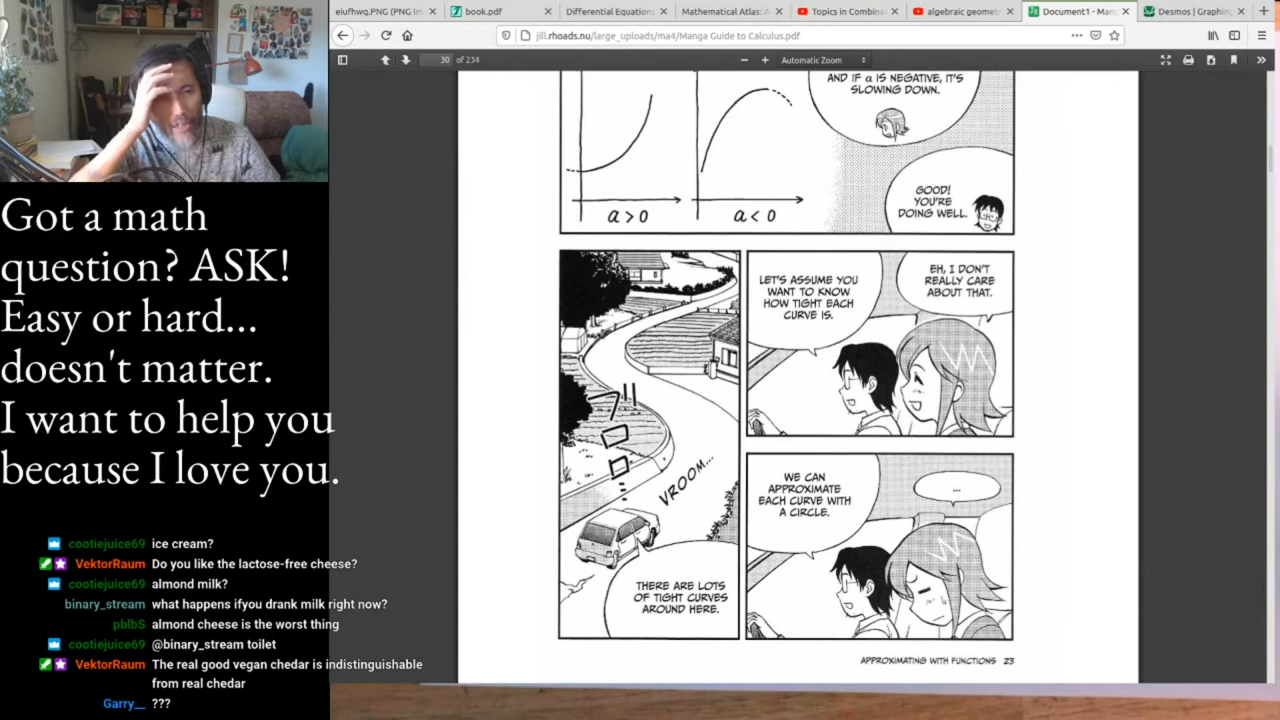 eiufhwq.PNG (PNG Im
book.pdf
Differential Equation
Mathematical Atlas: A
Topics in Combina
algebraic geomet
Document1 - Man
Desmos | Graphing
jill.rhoads.nu/large_uploads/ma4/Manga Guide to Calculus.pdf
30 of 234
Automatic Zoom
Got a math
question? ASK!
Easy or hard...
doesn't matter.
I want to help you
because I love you.
cootiejuice69 ice cream?
VektorRaum Do you like the lactose-free cheese?
cootiejuice69 almond milk?
binary_stream what happens ifyou drank milk right now?
pblbS almond cheese is the worst thing
cootiejuice69 @binary_stream toilet
VektorRaum The real good vegan chedar is indistinguishable
from real chedar
Garry__ ???
AND IF a IS NEGATIVE, IT'S
SLOWING DOWN.
a > 0
a < 0
GOOD!
YOU'RE
DOING WELL.
ブロロ…
VROOM...
THERE ARE LOTS
OF TIGHT CURVES
AROUND HERE.
LET'S ASSUME YOU
WANT TO KNOW
HOW TIGHT EACH
CURVE IS.
EH, I DON'T
REALLY CARE
ABOUT THAT.
WE CAN
APPROXIMATE
EACH CURVE WITH
A CIRCLE.
...
APPROXIMATING WITH FUNCTIONS 23